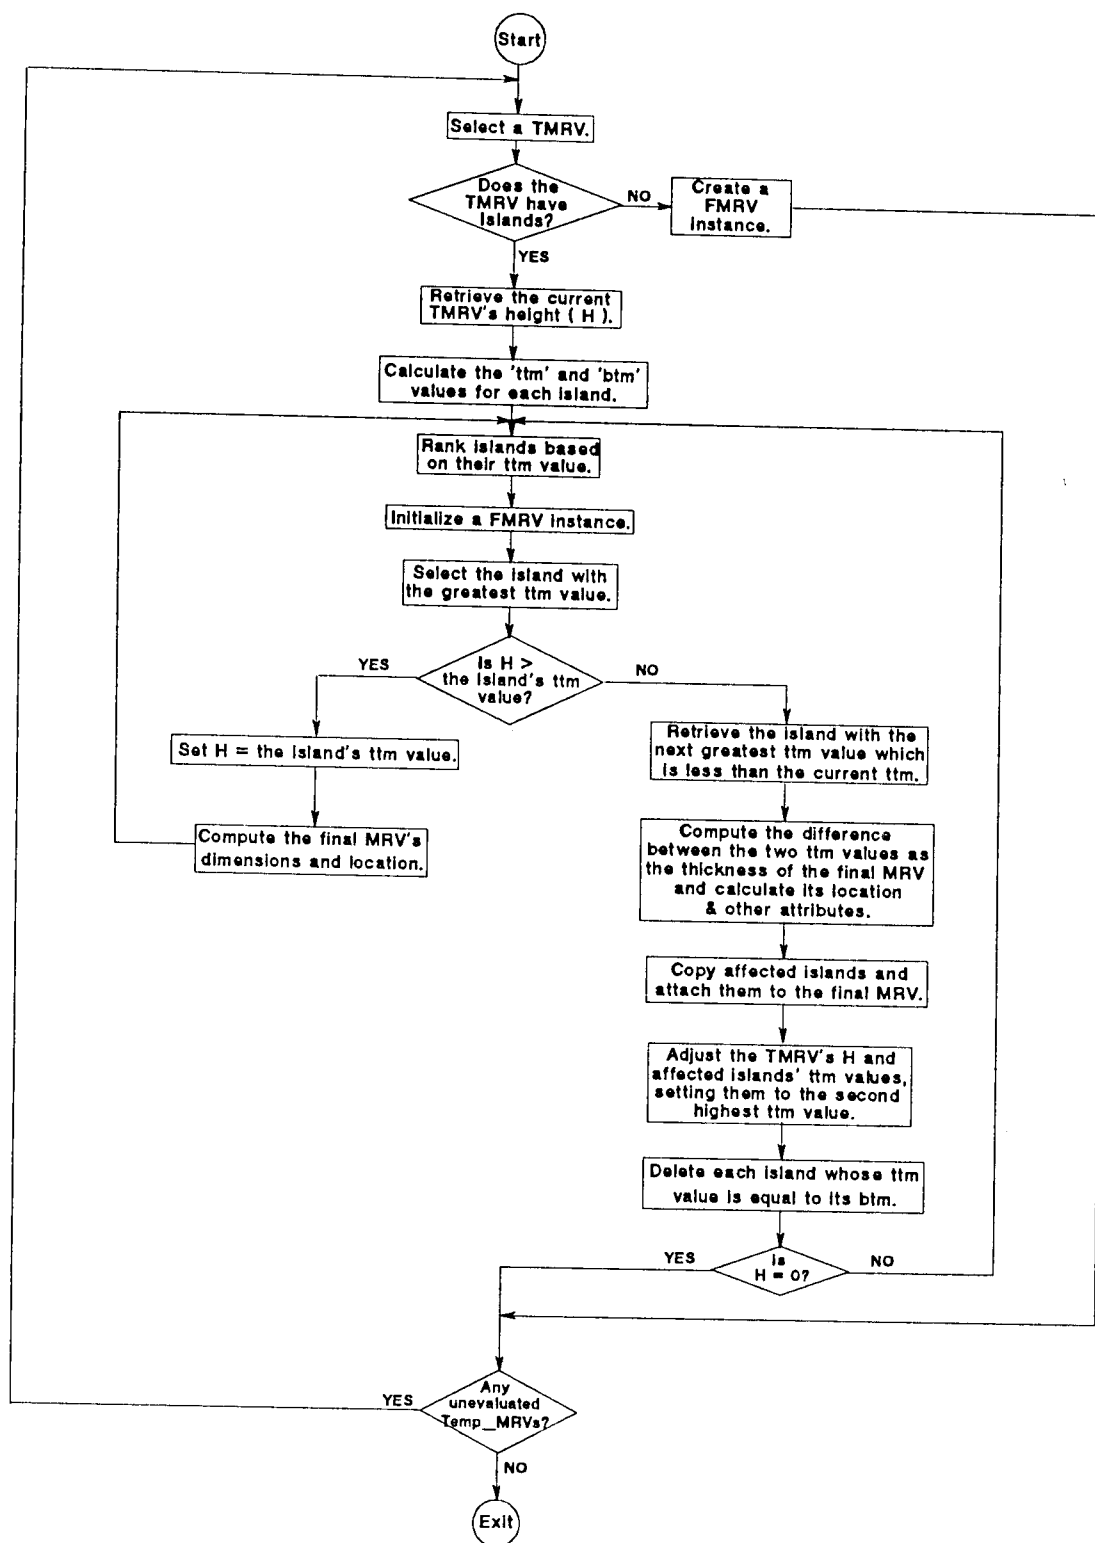 Start
Select a TMRV.
Does the
TMRV have
Islands?
NO
Create a
FMRV
instance.
YES
Retrieve the current
TMRV's height ( H ).
Calculate the 'ttm' and 'btm'
values for each island.
Rank islands based
on their ttm value.
Initialize a FMRV instance.
Select the island with
the greatest ttm value.
Is H >
the Island's ttm
value?
YES
NO
Set H = the island's ttm value.
Compute the final MRV's
dimensions and location.
Retrieve the island with the
next greatest ttm value which
is less than the current ttm.
Compute the difference
between the two ttm values as
the thickness of the final MRV
and calculate its location
& other attributes.
Copy affected islands and
attach them to the final MRV.
Adjust the TMRV's H and
affected islands' ttm values,
setting them to the second
highest ttm value.
Delete each island whose ttm
value is equal to its btm.
Is
H = 0?
YES
NO
Any
unevaluated
Temp_MRVs?
YES
NO
Exit